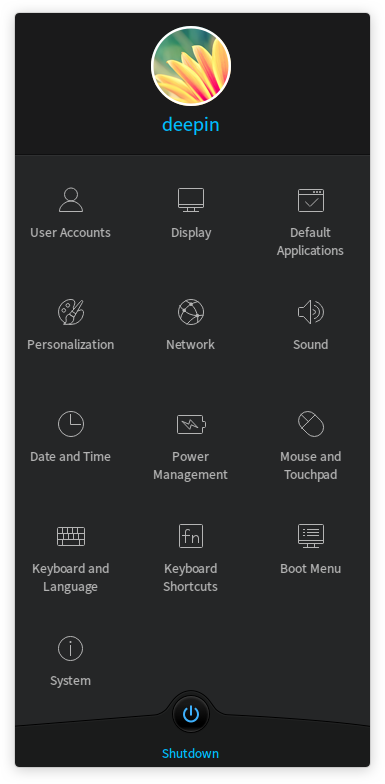 deepin
User Accounts
Display
Default
Applications
Personalization
Network
Sound
Date and Time
Power
Management
Mouse and
Touchpad
Keyboard and
Language
fn
Keyboard
Shortcuts
Boot Menu
System
Shutdown